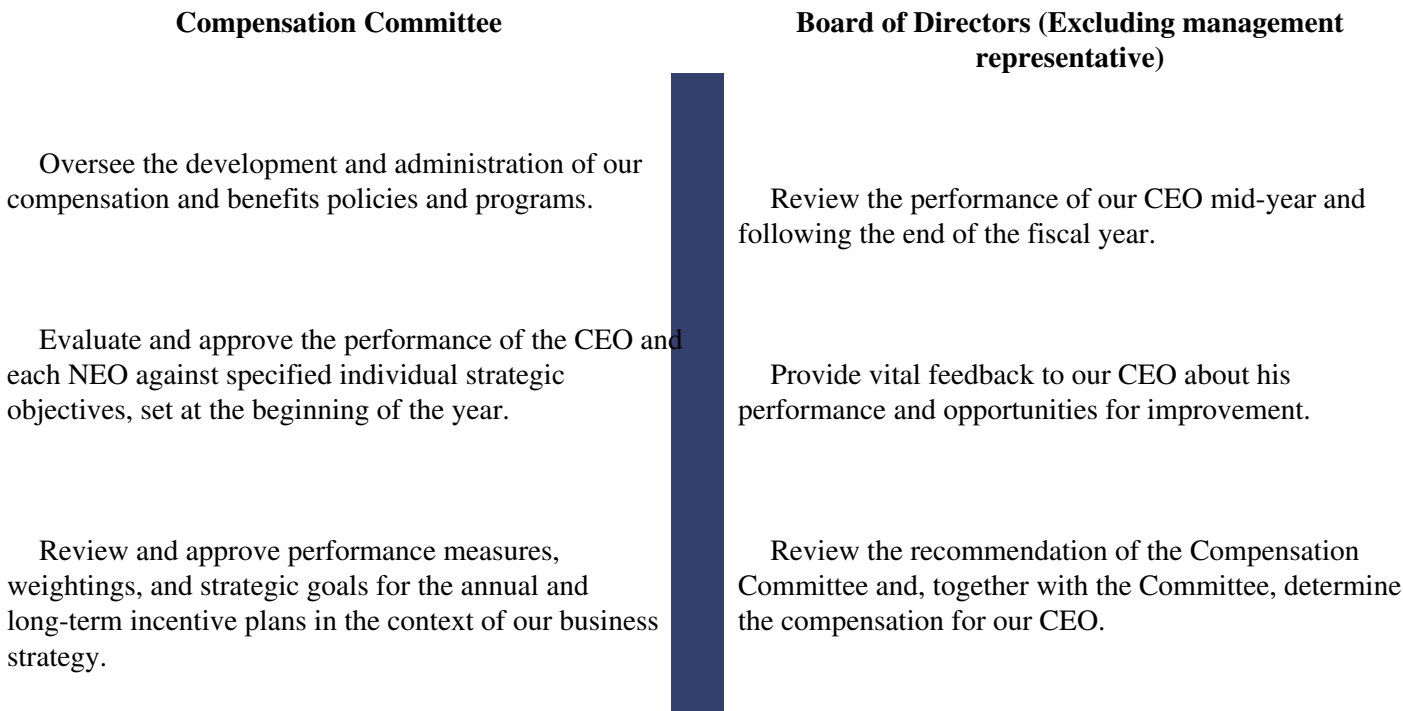 Compensation Committee
Board of Directors (Excluding management
representative)
Oversee the development and administration of our
compensation and benefits policies and programs.
Review the performance of our CEO mid-year and
following the end of the fiscal year.
Evaluate and approve the performance of the CEO and
each NEO against specified individual strategic
objectives, set at the beginning of the year.
Provide vital feedback to our CEO about his
performance and opportunities for improvement.
Review and approve performance measures,
weightings, and strategic goals for the annual and
long-term incentive plans in the context of our business
strategy.
Review the recommendation of the Compensation
Committee and, together with the Committee, determine
the compensation for our CEO.